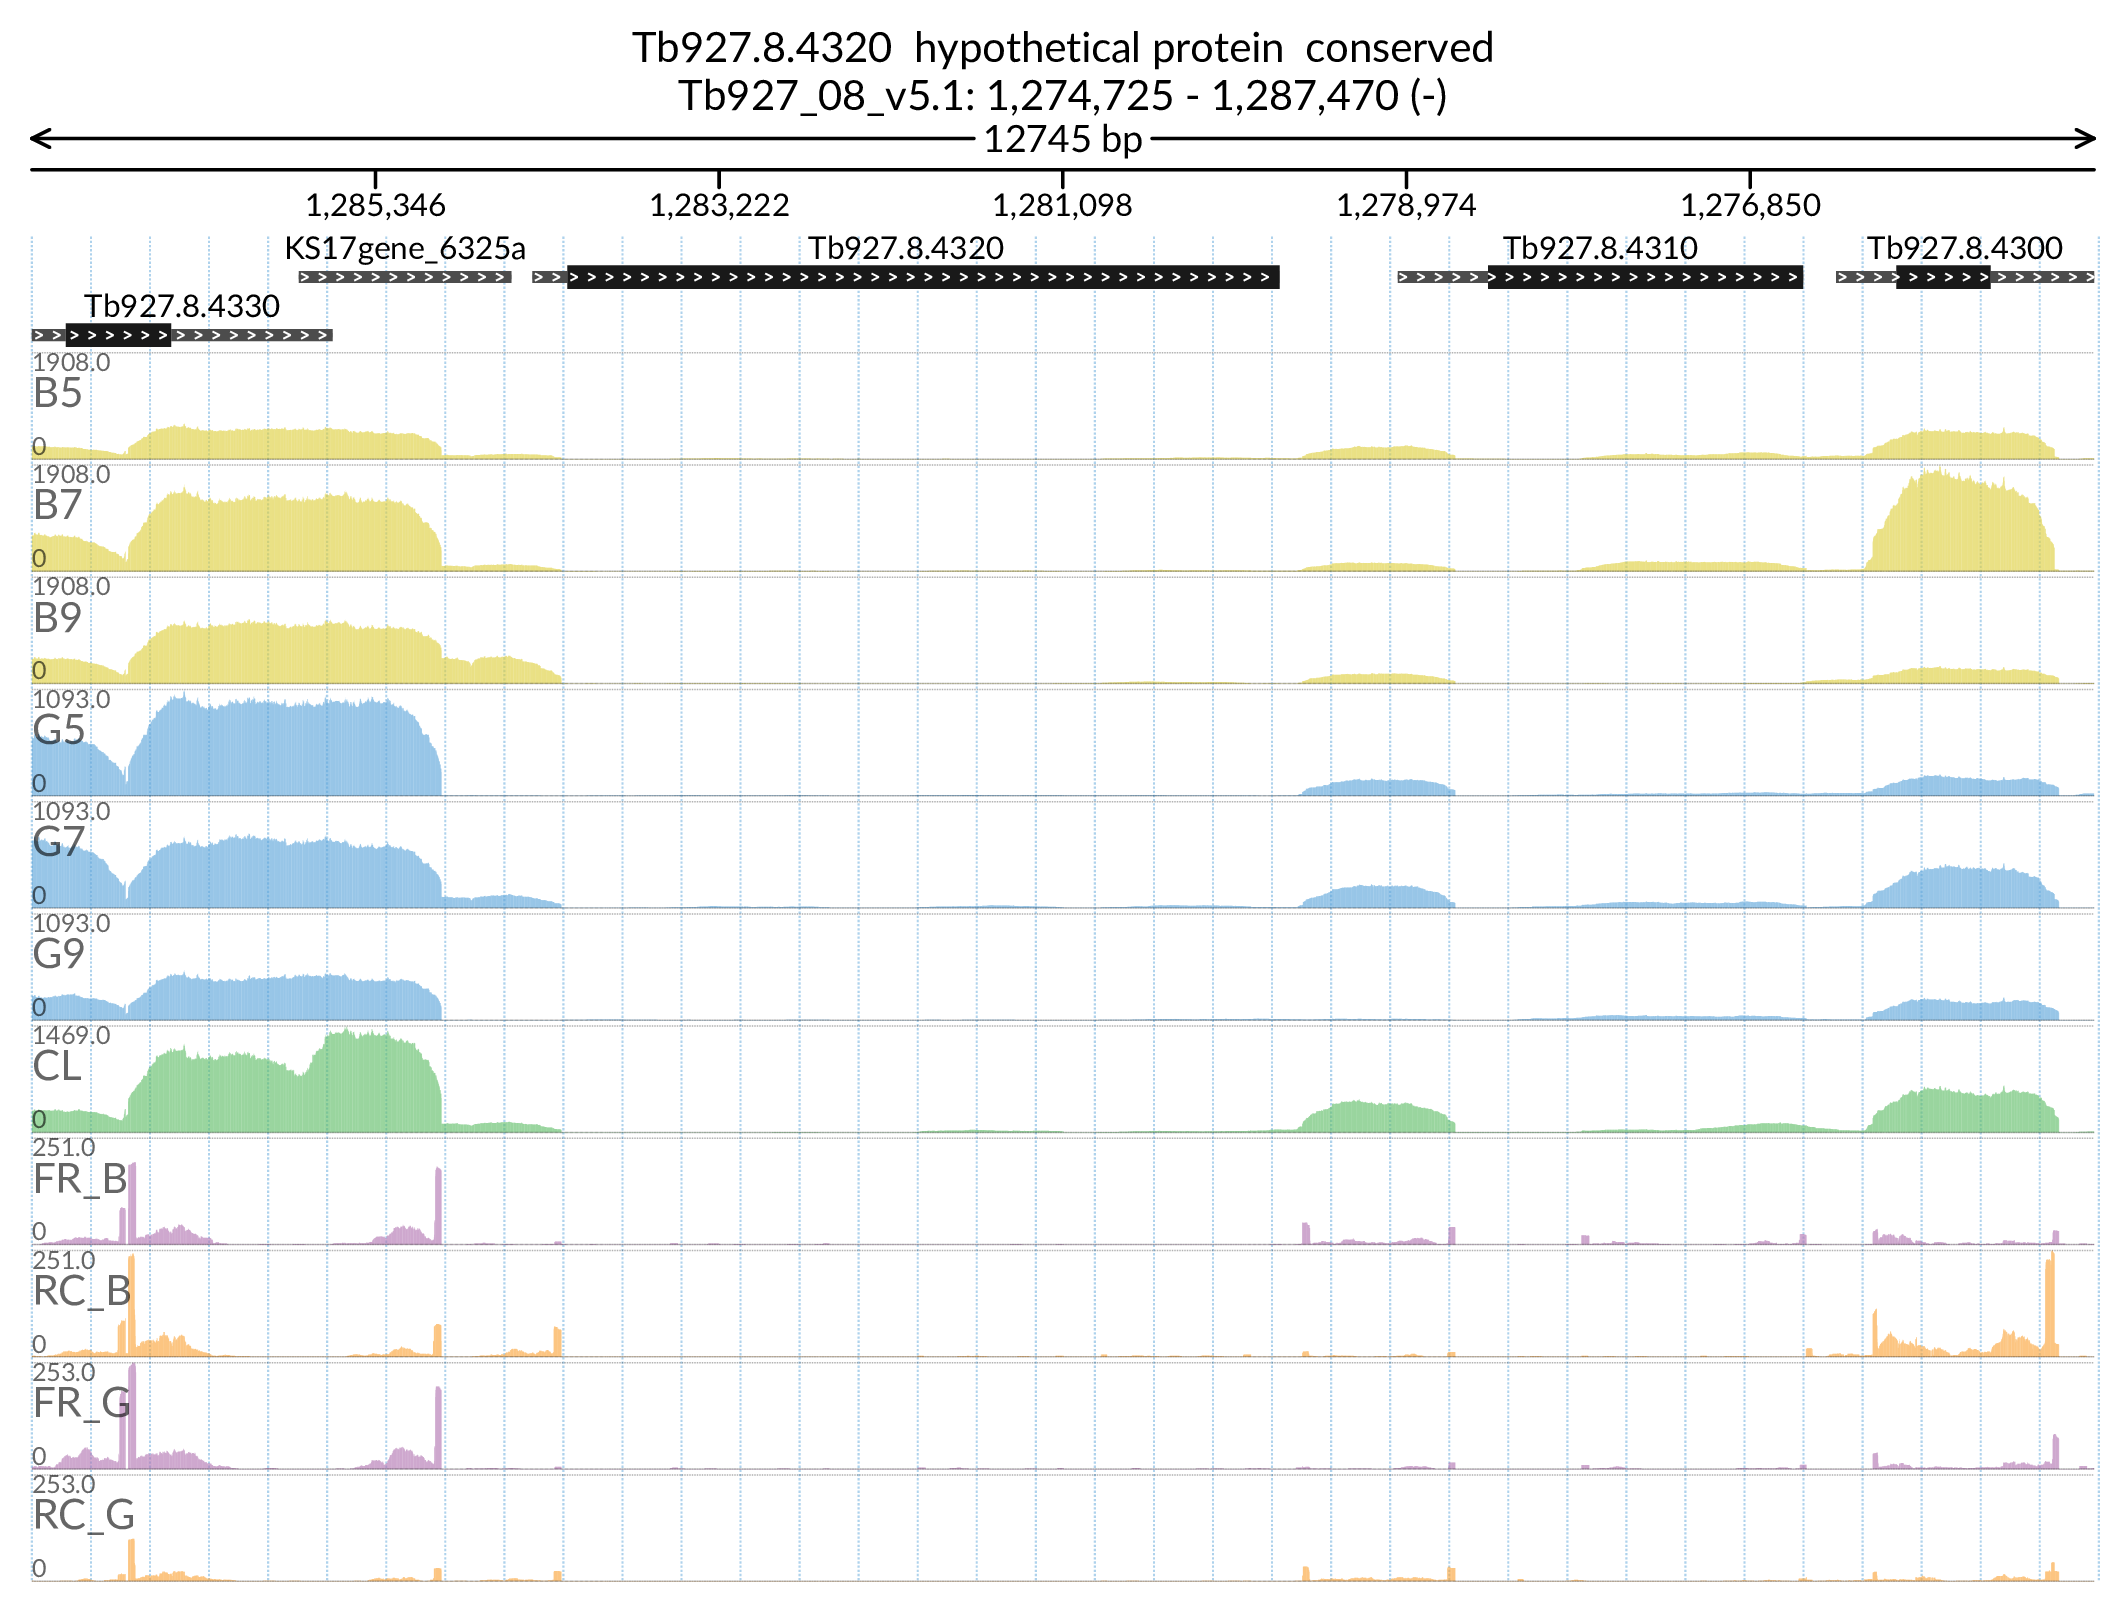 Tb927.8.4320  hypothetical protein  conserved
Tb927_08_v5.1: 1,274,725 - 1,287,470 (-)
12745 bp
1,285,346 1,283,222 1,281,098 1,278,974 1,276,850
KS17gene_6325a Tb927.8.4320 Tb927.8.4310 Tb927.8.4300
Tb927.8.4330
1908.0
B5
0
1908.0
B7
0
1908.0
B9
0
1093.0
G5
0
1093.0
G7
0
1093.0
G9
0
1469.0
CL
0
251.0
FR_B
0
251.0
RC_B
0
253.0
FR_G
0
253.0
RC_G
0